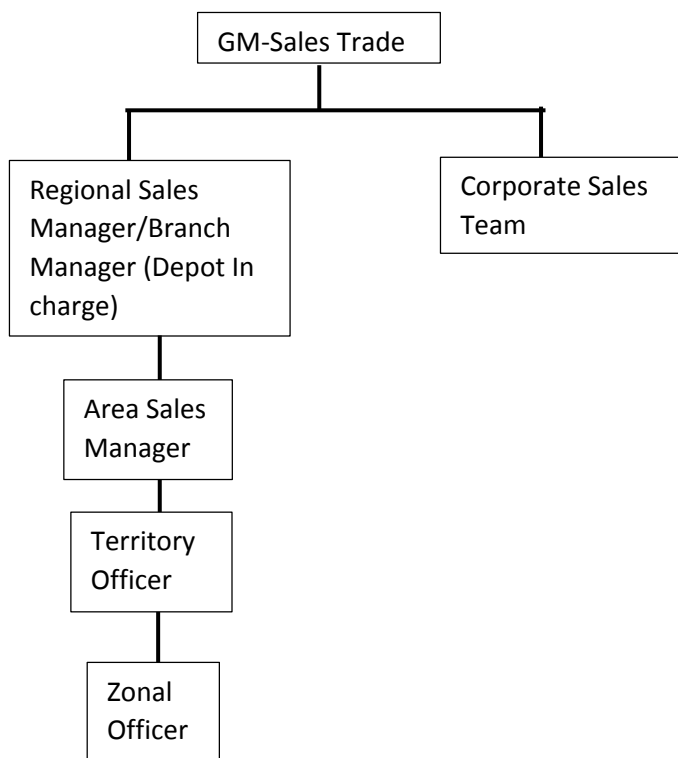 GM-Sales Trade
Regional Sales
Manager/Branch
Manager (Depot In
charge)
Corporate Sales
Team
Area Sales
Manager
Territory
Officer
Zonal
Officer